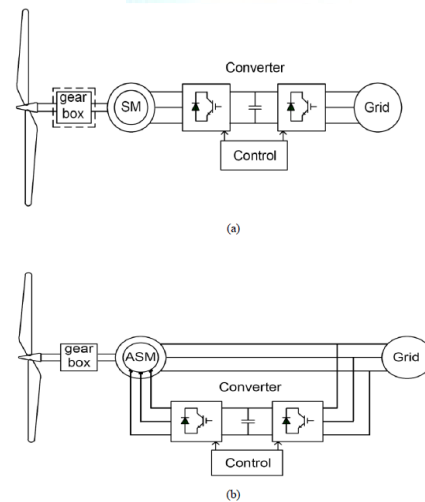 Converter
gear
box
SM
Grid
Control
(a)
gear
box
ASM
Grid
Converter
Control
(b)